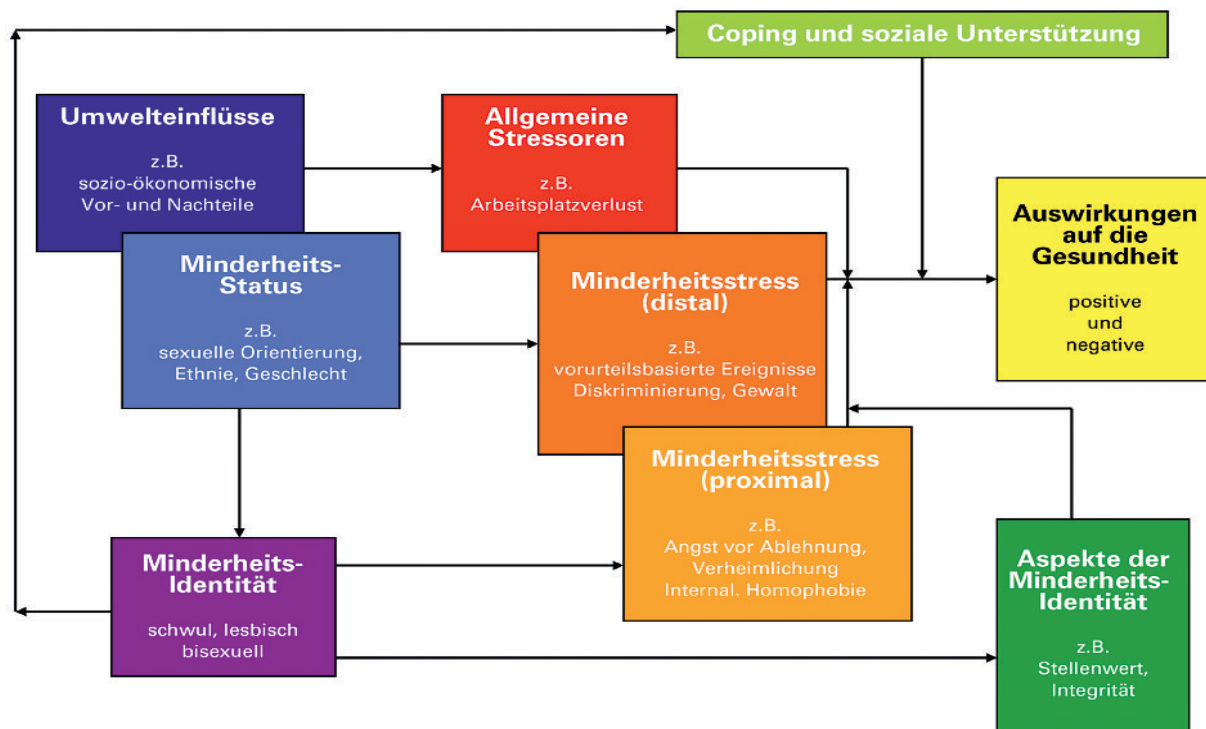 Coping und soziale Unterstützung
Umwelteinflüsse
z.B.
sozio-ökonomische
Vor- und Nachteile
Allgemeine
Stressoren
z.B.
Arbeitsplatzverlust
Auswirkungen
auf die
Gesundheit
positive
und
negative
Minderheits-
Status
z.B.
sexuelle Orientierung,
Ethnie, Geschlecht
Minderheitsstress
(distal)
z.B.
vorurteilsbasierte Ereignisse
Diskriminierung, Gewalt
Minderheitsstress
(proximal)
z.B.
Angst vor Ablehnung,
Verheimlichung
Internal. Homophobie
Minderheits-
Identität
schwul, lesbisch
bisexuell
Aspekte der
Minderheits-
Identität
z.B.
Stellenwert,
Integrität